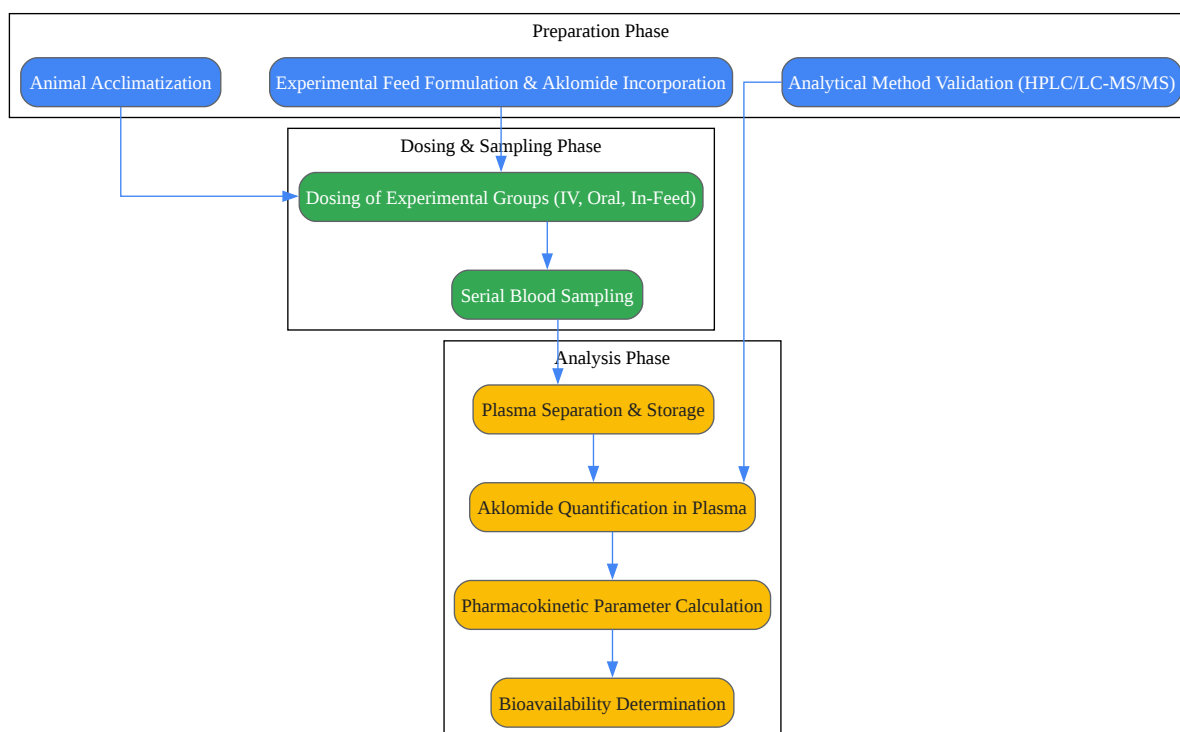 Preparation Phase
Animal Acclimatization
Experimental Feed Formulation & Aklomide Incorporation
Analytical Method Validation (HPLC/LC-MS/MS)
Dosing & Sampling Phase
Dosing of Experimental Groups (IV, Oral, In-Feed)
Serial Blood Sampling
Analysis Phase
Plasma Separation & Storage
Aklomide Quantification in Plasma
Pharmacokinetic Parameter Calculation
Bioavailability Determination